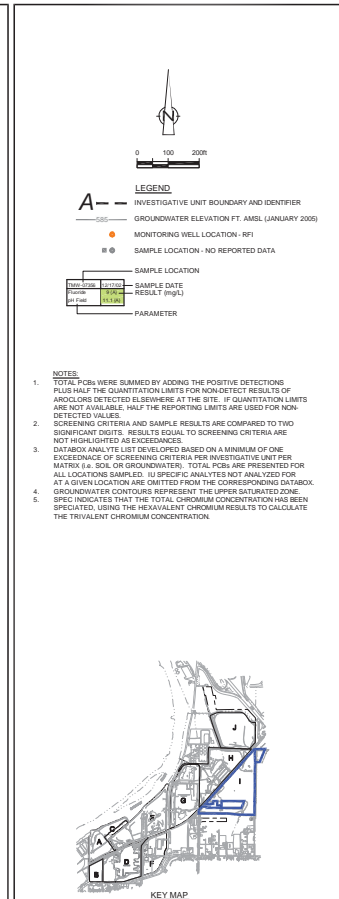 N
0 100 200ft
LEGEND
A INVESTIGATIVE UNIT BOUNDARY AND IDENTIFIER
585 GROUNDWATER ELEVATION FT. AMSL (JANUARY 2005)
MONITORING WELL LOCATION - RFI
SAMPLE LOCATION - NO REPORTED DATA
SAMPLE LOCATION
TMW-0735S 12/17/02 SAMPLE DATE
Fluoride 9 (A) RESULT (mg/L)
pH Field 11.1 (A)
PARAMETER
NOTES:
1. TOTAL PCBs WERE SUMMED BY ADDING THE POSITIVE DETECTIONS
PLUS HALF THE QUANTITATION LIMITS FOR NON-DETECT RESULTS OF
AROCLORS DETECTED ELSEWHERE AT THE SITE. IF QUANTITATION LIMITS
ARE NOT AVAILABLE, HALF THE REPORTING LIMITS ARE USED FOR NON-
DETECTED VALUES.
2. SCREENING CRITERIA AND SAMPLE RESULTS ARE COMPARED TO TWO
SIGNIFICANT DIGITS. RESULTS EQUAL TO SCREENING CRITERIA ARE
NOT HIGHLIGHTED AS EXCEEDANCES.
3. DATABOX ANALYTE LIST DEVELOPED BASED ON A MINIMUM OF ONE
EXCEEDNACE OF SCREENING CRITERIA PER INVESTIGATIVE UNIT PER
MATRIX (i.e. SOIL OR GROUNDWATER). TOTAL PCBs ARE PRESENTED FOR
ALL LOCATIONS SAMPLED. IU SPECIFIC ANALYTES NOT ANALYZED FOR
AT A GIVEN LOCATION ARE OMITTED FROM THE CORRESPONDING DATABOX.
4. GROUNDWATER CONTOURS REPRESENT THE UPPER SATURATED ZONE.
5. SPEC INDICATES THAT THE TOTAL CHROMIUM CONCENTRATION HAS BEEN
SPECIATED, USING THE HEXAVALENT CHROMIUM RESULTS TO CALCULATE
THE TRIVALENT CHROMIUM CONCENTRATION.
J
H
I
G
E
C
A
D
F
B
KEY MAP